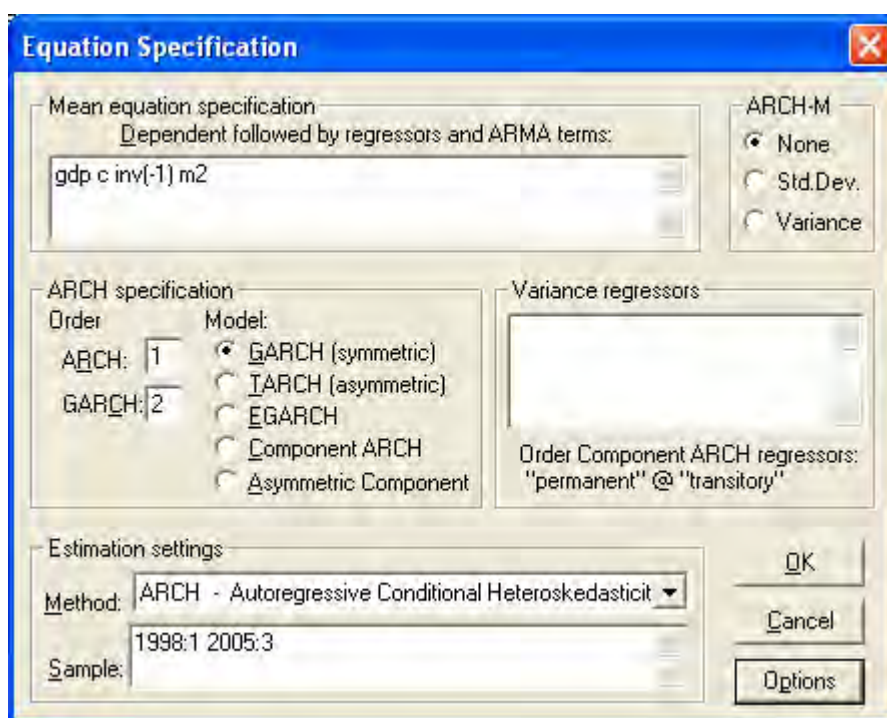 Equation Specification
Mean equation specification
Dependent followed by regressors and ARMA terms:
gdp c inv(-1) m2
ARCH-M
None
Std.Dev.
Variance
ARCH specification
Order
ARCH: 1
GARCH: 2
Model:
GARCH (symmetric)
TARCH (asymmetric)
EGARCH
Component ARCH
Asymmetric Component
Variance regressors
Order Component ARCH regressors:
"permanent" @ "transitory"
Estimation settings
Method: ARCH - Autoregressive Conditional Heteroskedasticit
Sample: 1998:1 2005:3
OK
Cancel
Options